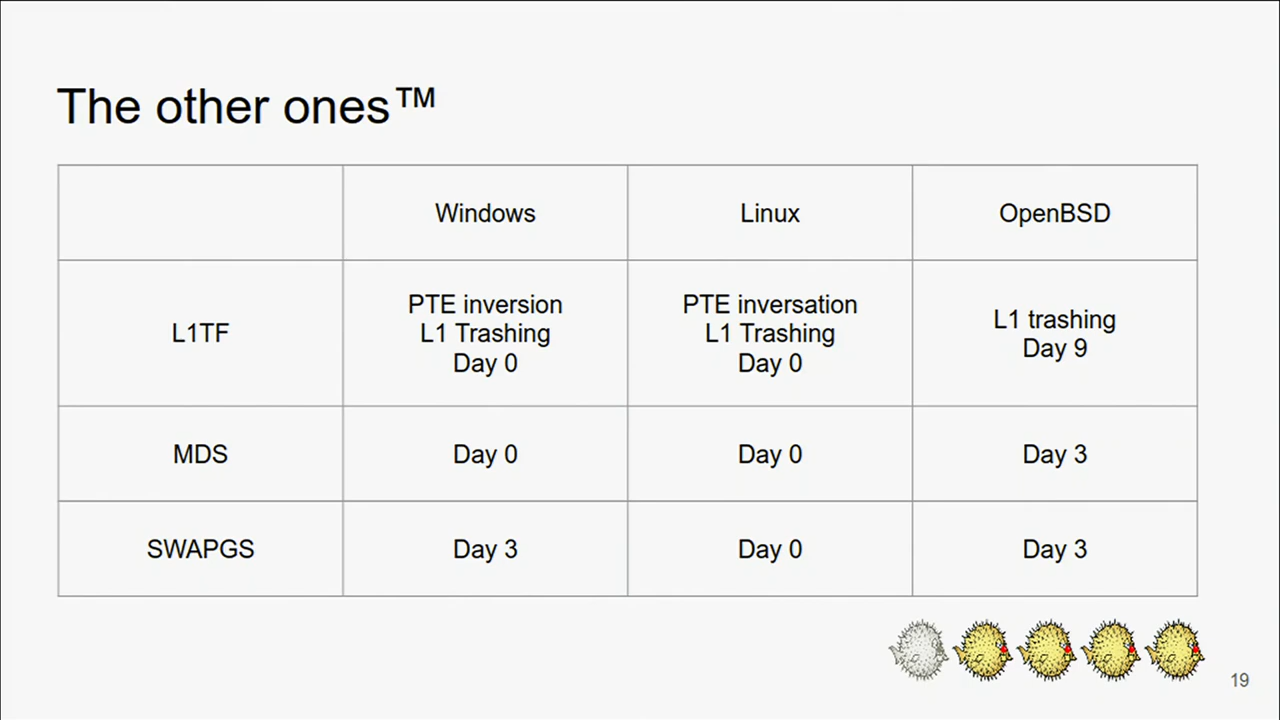 The other ones™
Windows
Linux
OpenBSD
L1TF
PTE inversion
L1 Trashing
Day 0
PTE inversation
L1 Trashing
Day 0
L1 trashing
Day 9
MDS
Day 0
Day 0
Day 3
SWAPGS
Day 3
Day 0
Day 3
19